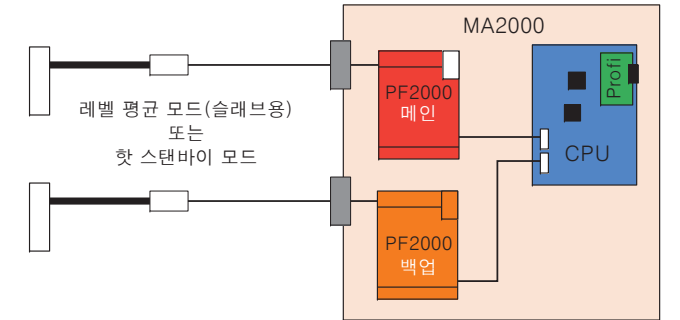 MA2000
레벨 평균 모드(슬래브용)
또는
핫 스탠바이 모드
PF2000
메인
Profi
CPU
PF2000
백업